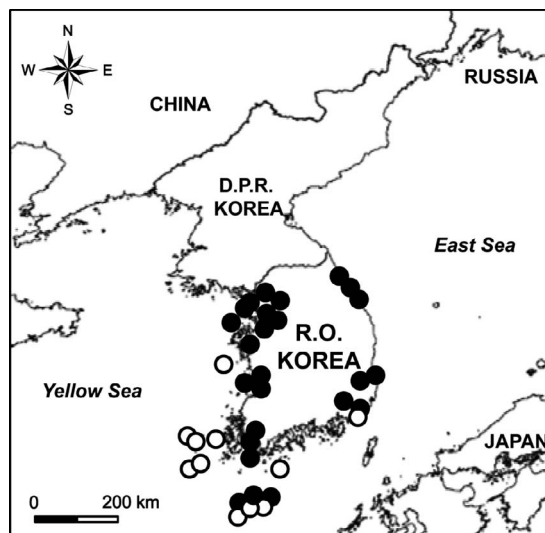 N
W E
S
CHINA
RUSSIA
D.P.R.
KOREA
East Sea
R.O.
KOREA
Yellow Sea
JAPAN
0 200 km